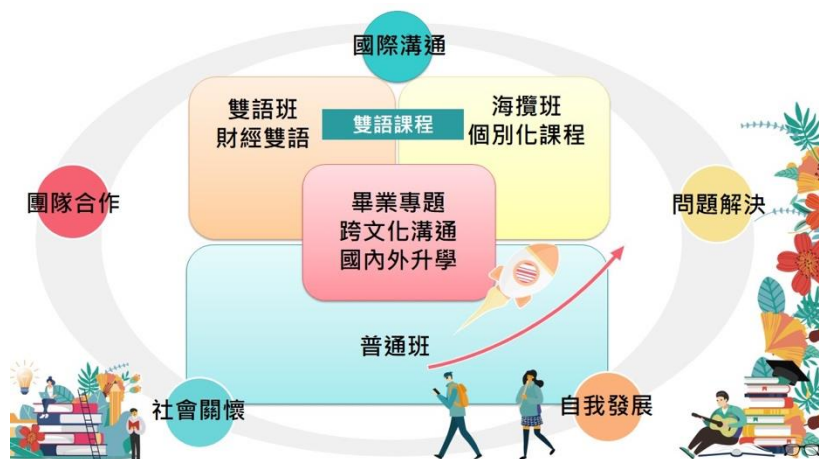 國際溝通
雙語班
財經雙語
雙語課程
海攬班
個別化課程
團隊合作
問題解決
畢業專題
跨文化溝通
國內外升學
普通班
社會關懷
自我發展